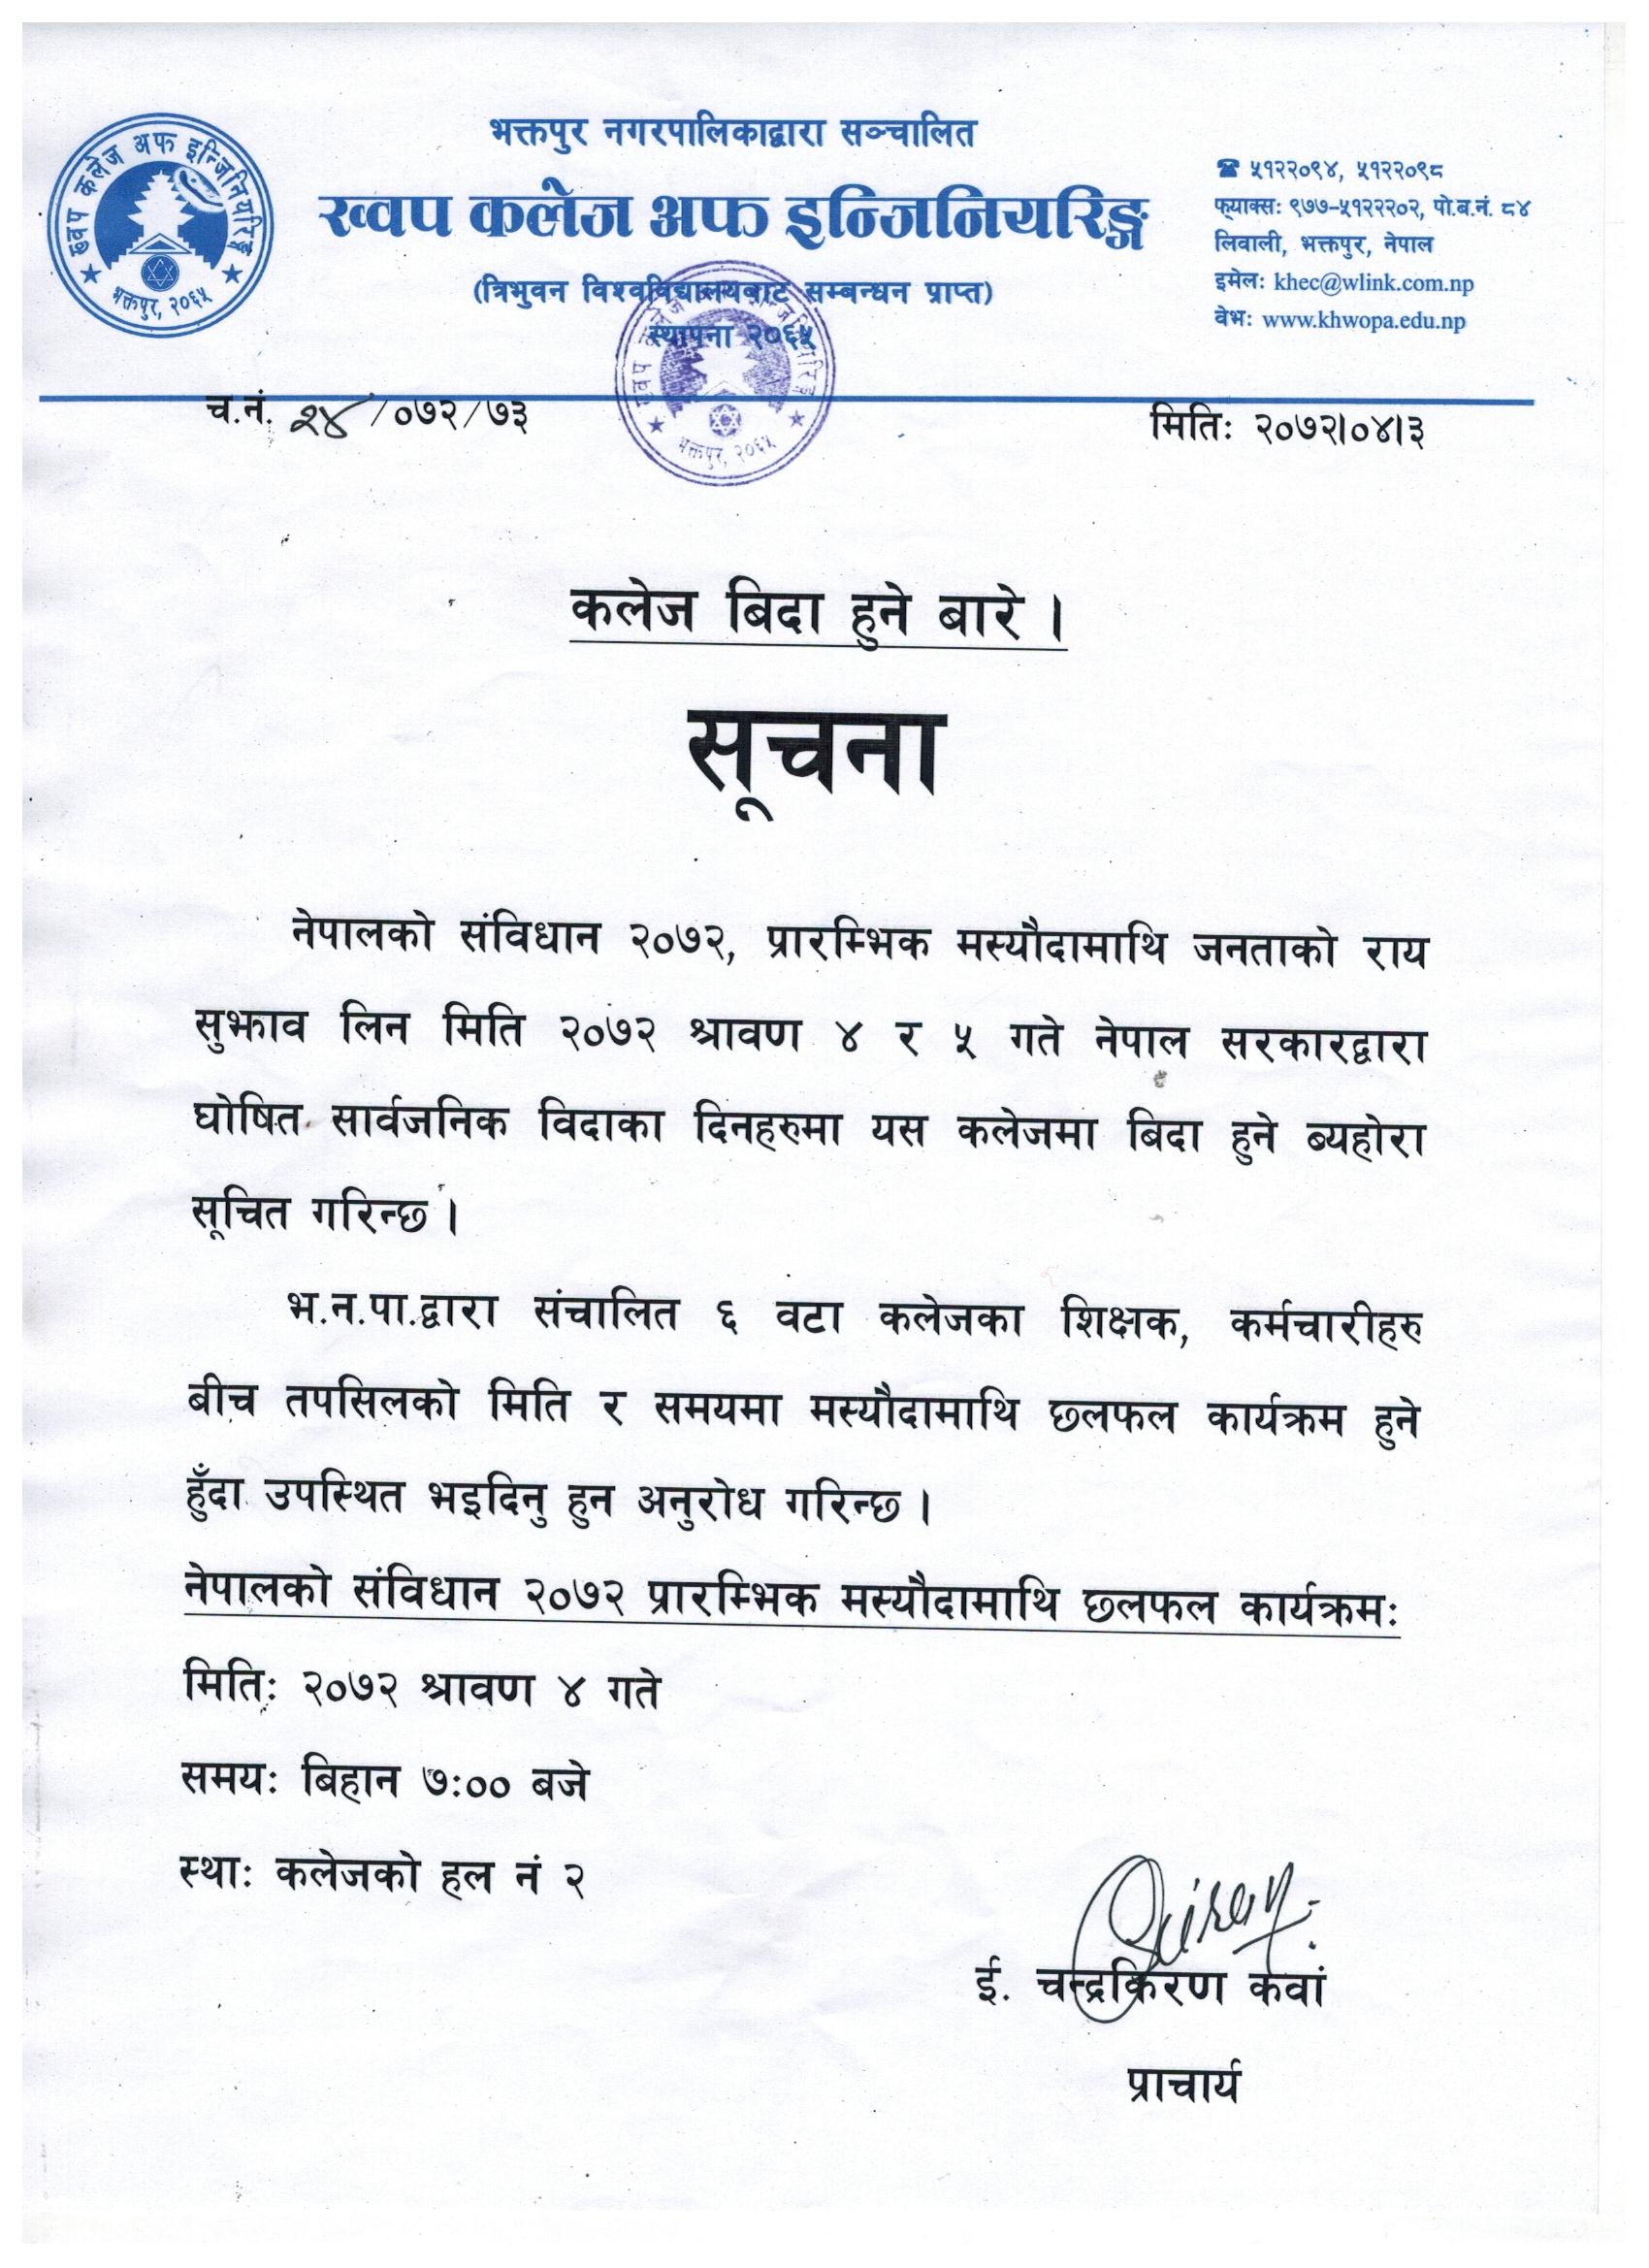 भक्तपुर नगरपालिकाद्वारा सञ्चालित
ख्वप कलेज अफ इन्जिनियरिङ्ग
(त्रिभुवन विश्वविद्यालयबाट सम्बन्धन प्राप्त)
स्थापना २०६५
ख्वप कलेज अफ इन्जिनियरिङ्ग
भक्तपुर, २०६५
☎ ५१२२०९४, ५१२२०९८
फ्याक्सः ९७७-५१२२२०२, पो.ब.नं. ८४
लिवाली, भक्तपुर, नेपाल
इमेलः khec@wlink.com.np
वेभः www.khwopa.edu.np
भक्तपुर, २०६५
च.नं. २४/०७२/७३
मितिः २०७२।०४।३
कलेज बिदा हुने बारे ।
सूचना
नेपालको संविधान २०७२, प्रारम्भिक मस्यौदामाथि जनताको राय
सुझाव लिन मिति २०७२ श्रावण ४ र ५ गते नेपाल सरकारद्वारा
घोषित सार्वजनिक विदाका दिनहरुमा यस कलेजमा बिदा हुने ब्यहोरा
सूचित गरिन्छ ।
भ.न.पा.द्वारा संचालित ६ वटा कलेजका शिक्षक, कर्मचारीहरु
बीच तपसिलको मिति र समयमा मस्यौदामाथि छलफल कार्यक्रम हुने
हुँदा उपस्थित भइदिनु हुन अनुरोध गरिन्छ ।
नेपालको संविधान २०७२ प्रारम्भिक मस्यौदामाथि छलफल कार्यक्रमः
मितिः २०७२ श्रावण ४ गते
समयः बिहान ७ः०० बजे
स्थाः कलेजको हल नं २
ई. चन्द्रकिरण कवां
प्राचार्य